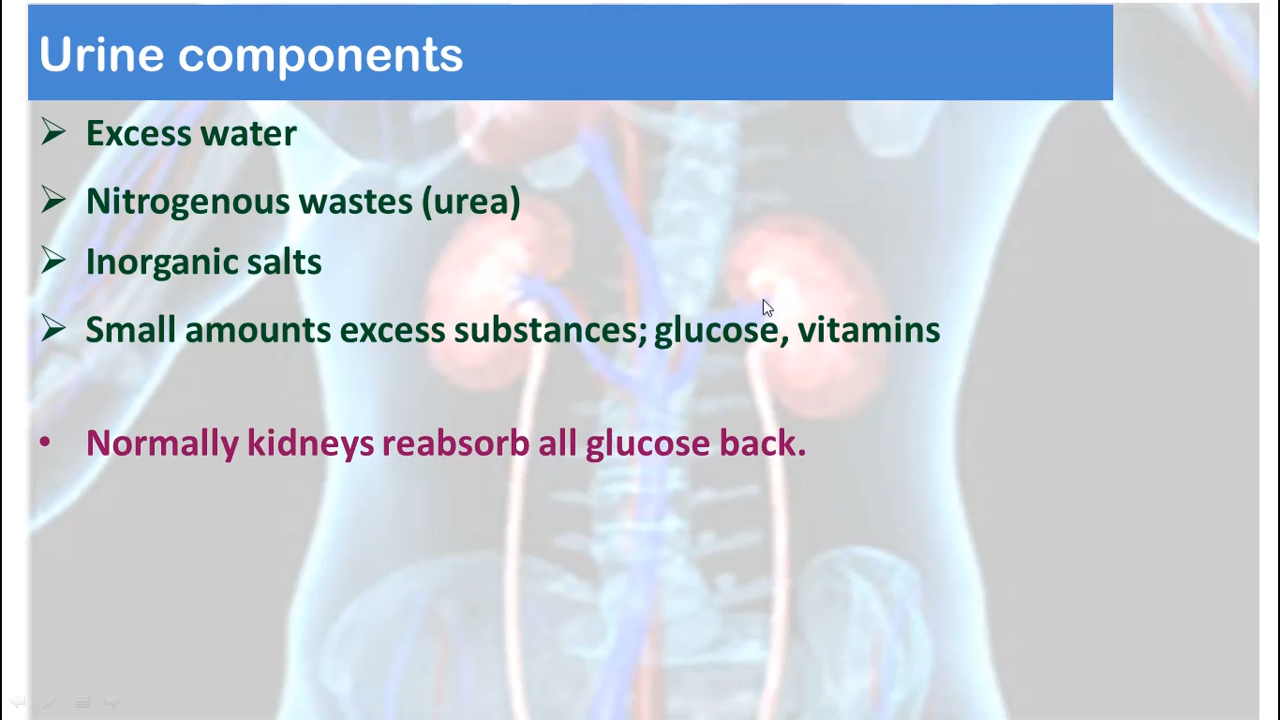 Urine components
Excess water
Nitrogenous wastes (urea)
Inorganic salts
Small amounts excess substances; glucose, vitamins
Normally kidneys reabsorb all glucose back.